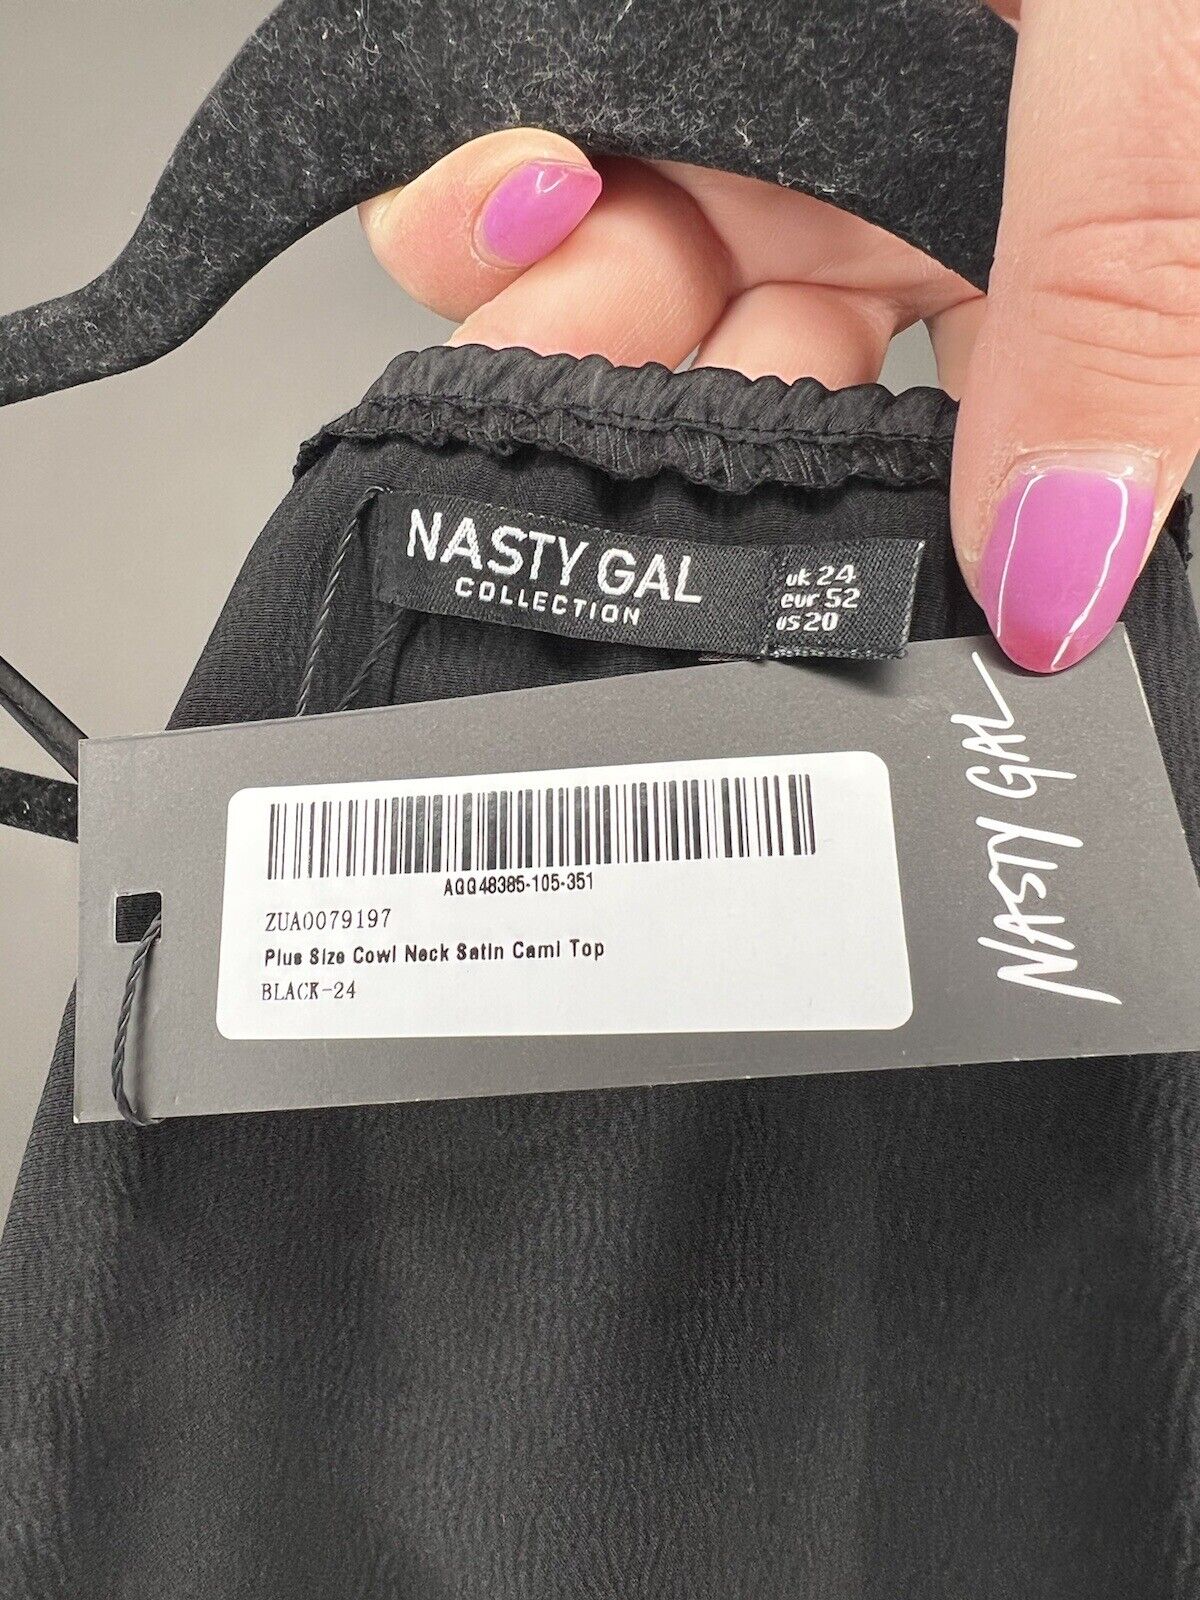 NASTY GAL
COLLECTION
uk 24
eur 52
us 20
NASTY GAL
AQQ48385-105-351
ZUA0079197
Plus Size Cowl Neck Satin Cami Top
BLACK-24